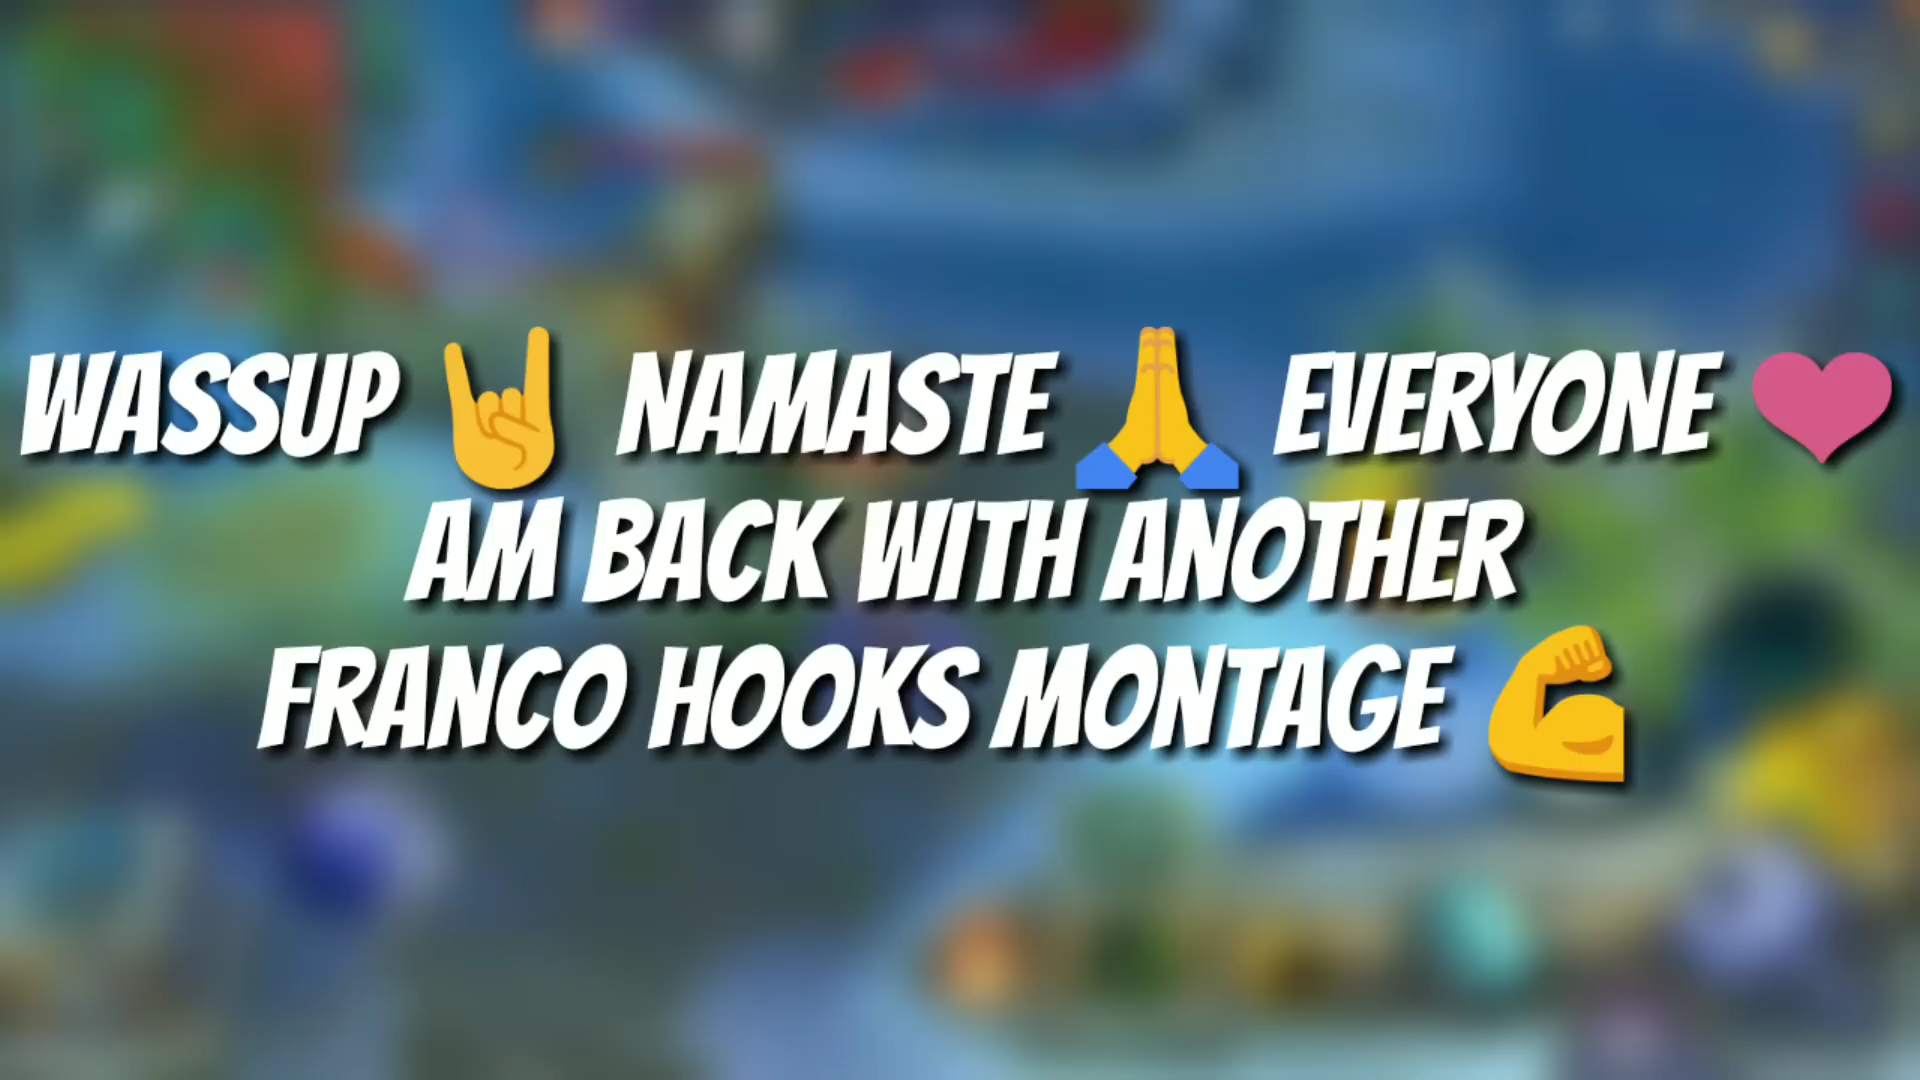 WASSUP 🤘 NAMASTE 🙏 EVERYONE ❤️
AM BACK WITH ANOTHER
FRANCO HOOKS MONTAGE 💪